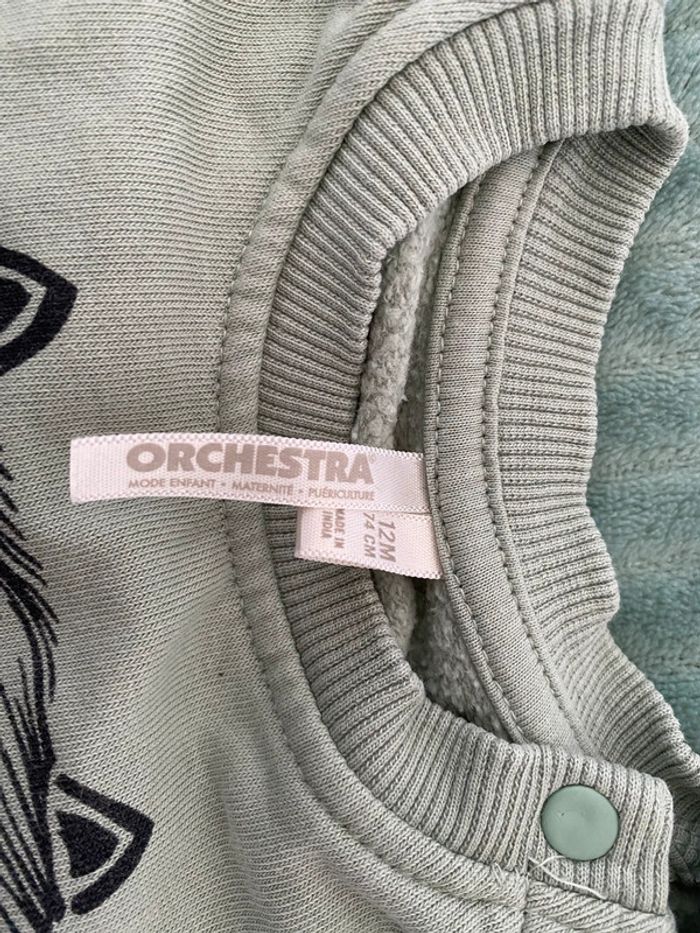 ORCHESTRA
MODE ENFANT • MATERNITÉ • PUÉRICULTURE
12M
74 CM
MADE IN
INDIA